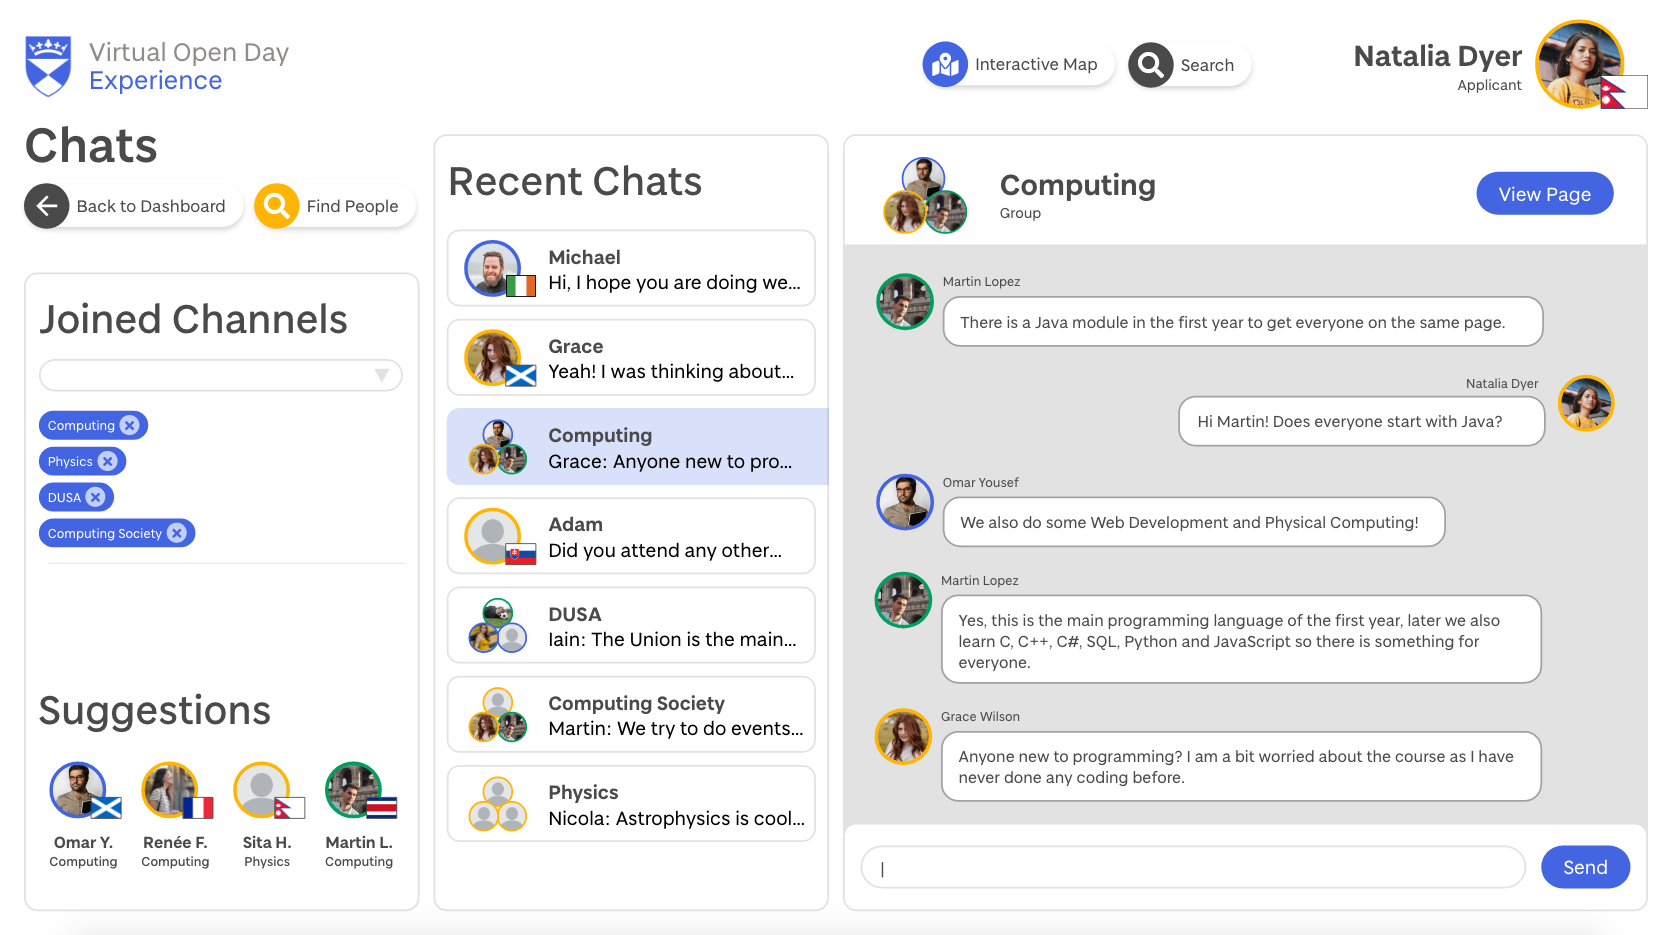 Virtual Open Day
Experience
Interactive Map
Search
Natalia Dyer
Applicant
Chats
Back to Dashboard
Find People
Joined Channels
Computing
Physics
DUSA
Computing Society
Suggestions
Omar Y.
Computing
Renée F.
Computing
Sita H.
Physics
Martin L.
Computing
Recent Chats
Michael
Hi, I hope you are doing we...
Grace
Yeah! I was thinking about...
Computing
Grace: Anyone new to pro...
Adam
Did you attend any other...
DUSA
Iain: The Union is the main...
Computing Society
Martin: We try to do events...
Physics
Nicola: Astrophysics is cool...
Computing
Group
View Page
Martin Lopez
There is a Java module in the first year to get everyone on the same page.
Natalia Dyer
Hi Martin! Does everyone start with Java?
Omar Yousef
We also do some Web Development and Physical Computing!
Martin Lopez
Yes, this is the main programming language of the first year, later we also
learn C, C++, C#, SQL, Python and JavaScript so there is something for
everyone.
Grace Wilson
Anyone new to programming? I am a bit worried about the course as I have
never done any coding before.
Send